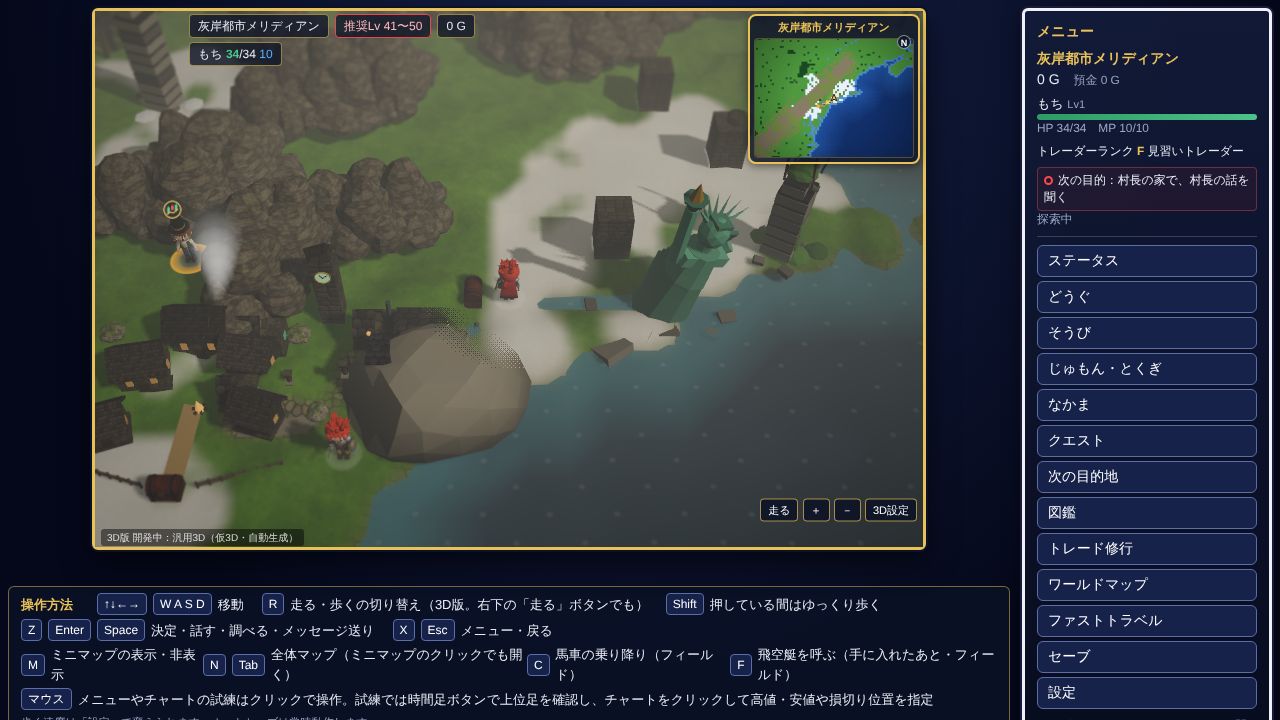 灰岸都市メリディアン 推奨Lv 41〜50 0 G
もち 34/34 10
灰岸都市メリディアン
N
走る + − 3D設定
3D版 開発中：汎用3D（仮3D・自動生成）
メニュー
灰岸都市メリディアン
0 G 預金 0 G
もち Lv1
HP 34/34 MP 10/10
トレーダーランク F 見習いトレーダー
次の目的：村長の家で、村長の話を
聞く
探索中
ステータス
どうぐ
そうび
じゅもん・とくぎ
なかま
クエスト
次の目的地
図鑑
トレード修行
ワールドマップ
ファストトラベル
セーブ
設定
操作方法 ↑↓←→ W A S D 移動 R 走る・歩くの切り替え（3D版。右下の「走る」ボタンでも） Shift 押している間はゆっくり歩く
Z Enter Space 決定・話す・調べる・メッセージ送り X Esc メニュー・戻る
M ミニマップの表示・非表示 N Tab 全体マップ（ミニマップのクリックでも開く） C 馬車の乗り降り（フィールド） F 飛空艇を呼ぶ（手に入れたあと・フィールド）
マウス メニューやチャートの試練はクリックで操作。試練では時間足ボタンで上位足を確認し、チャートをクリックして高値・安値や損切り位置を指定